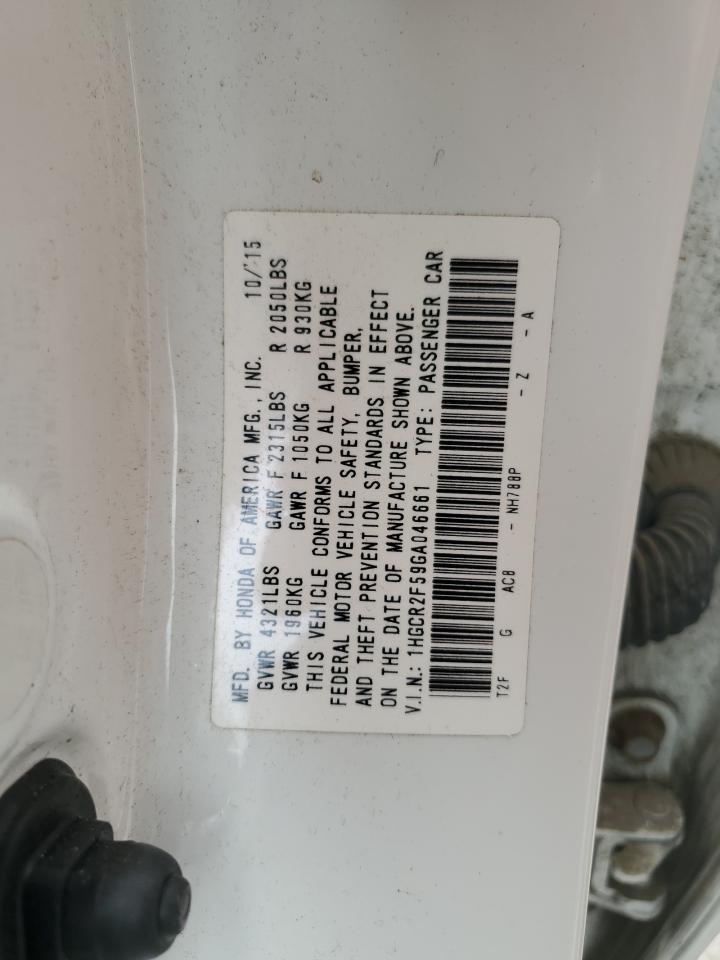 MFD. BY HONDA OF AMERICA MFG., INC. 10/'15
GVWR 4321LBS GAWR F 2315LBS R 2050LBS
GVWR 1960KG GAWR F 1050KG R 930KG
THIS VEHICLE CONFORMS TO ALL APPLICABLE
FEDERAL MOTOR VEHICLE SAFETY, BUMPER,
AND THEFT PREVENTION STANDARDS IN EFFECT
ON THE DATE OF MANUFACTURE SHOWN ABOVE.
V.I.N.: 1HGCR2F59GA046661 TYPE: PASSENGER CAR
T2F G AC8 - NH788P - Z - A